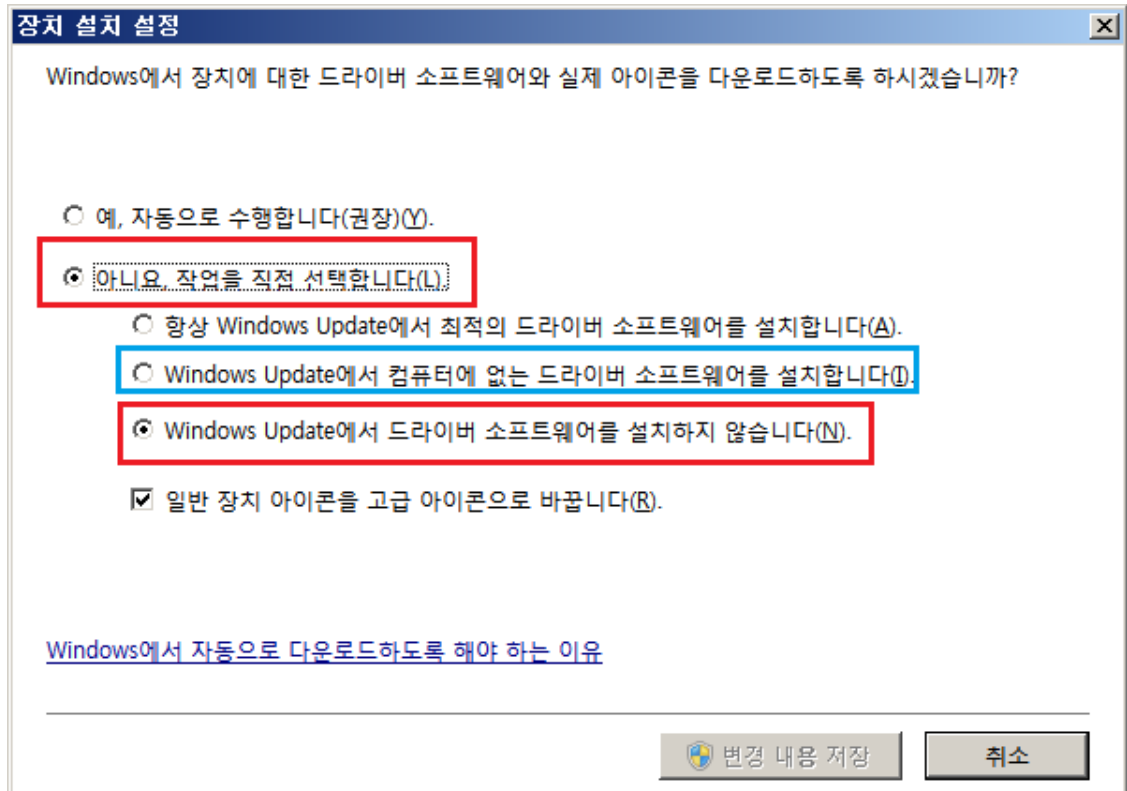 장치 설치 설정
Windows에서 장치에 대한 드라이버 소프트웨어와 실제 아이콘을 다운로드하도록 하시겠습니까?
예, 자동으로 수행합니다(권장)(Y).
아니요, 작업을 직접 선택합니다(L).
항상 Windows Update에서 최적의 드라이버 소프트웨어를 설치합니다(A).
Windows Update에서 컴퓨터에 없는 드라이버 소프트웨어를 설치합니다(I).
Windows Update에서 드라이버 소프트웨어를 설치하지 않습니다(N).
일반 장치 아이콘을 고급 아이콘으로 바꿉니다(R).
Windows에서 자동으로 다운로드하도록 해야 하는 이유
변경 내용 저장 취소